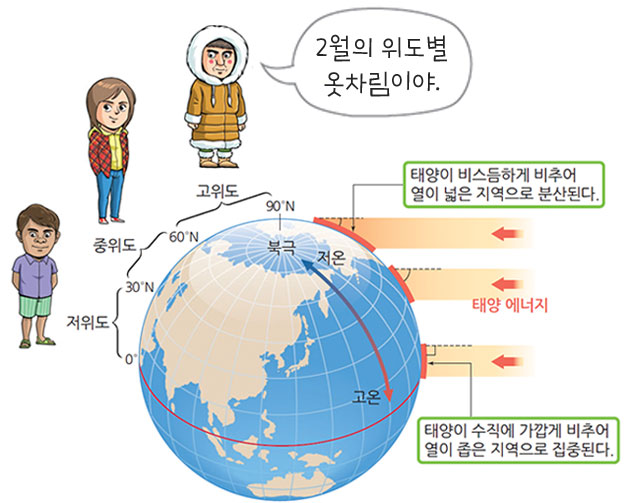 2월의 위도별
옷차림이야.
태양이 비스듬하게 비추어
열이 넓은 지역으로 분산된다.
고위도
90°N
북극
저온
중위도
60°N
30°N
저위도
0°
태양 에너지
고온
태양이 수직에 가깝게 비추어
열이 좁은 지역으로 집중된다.